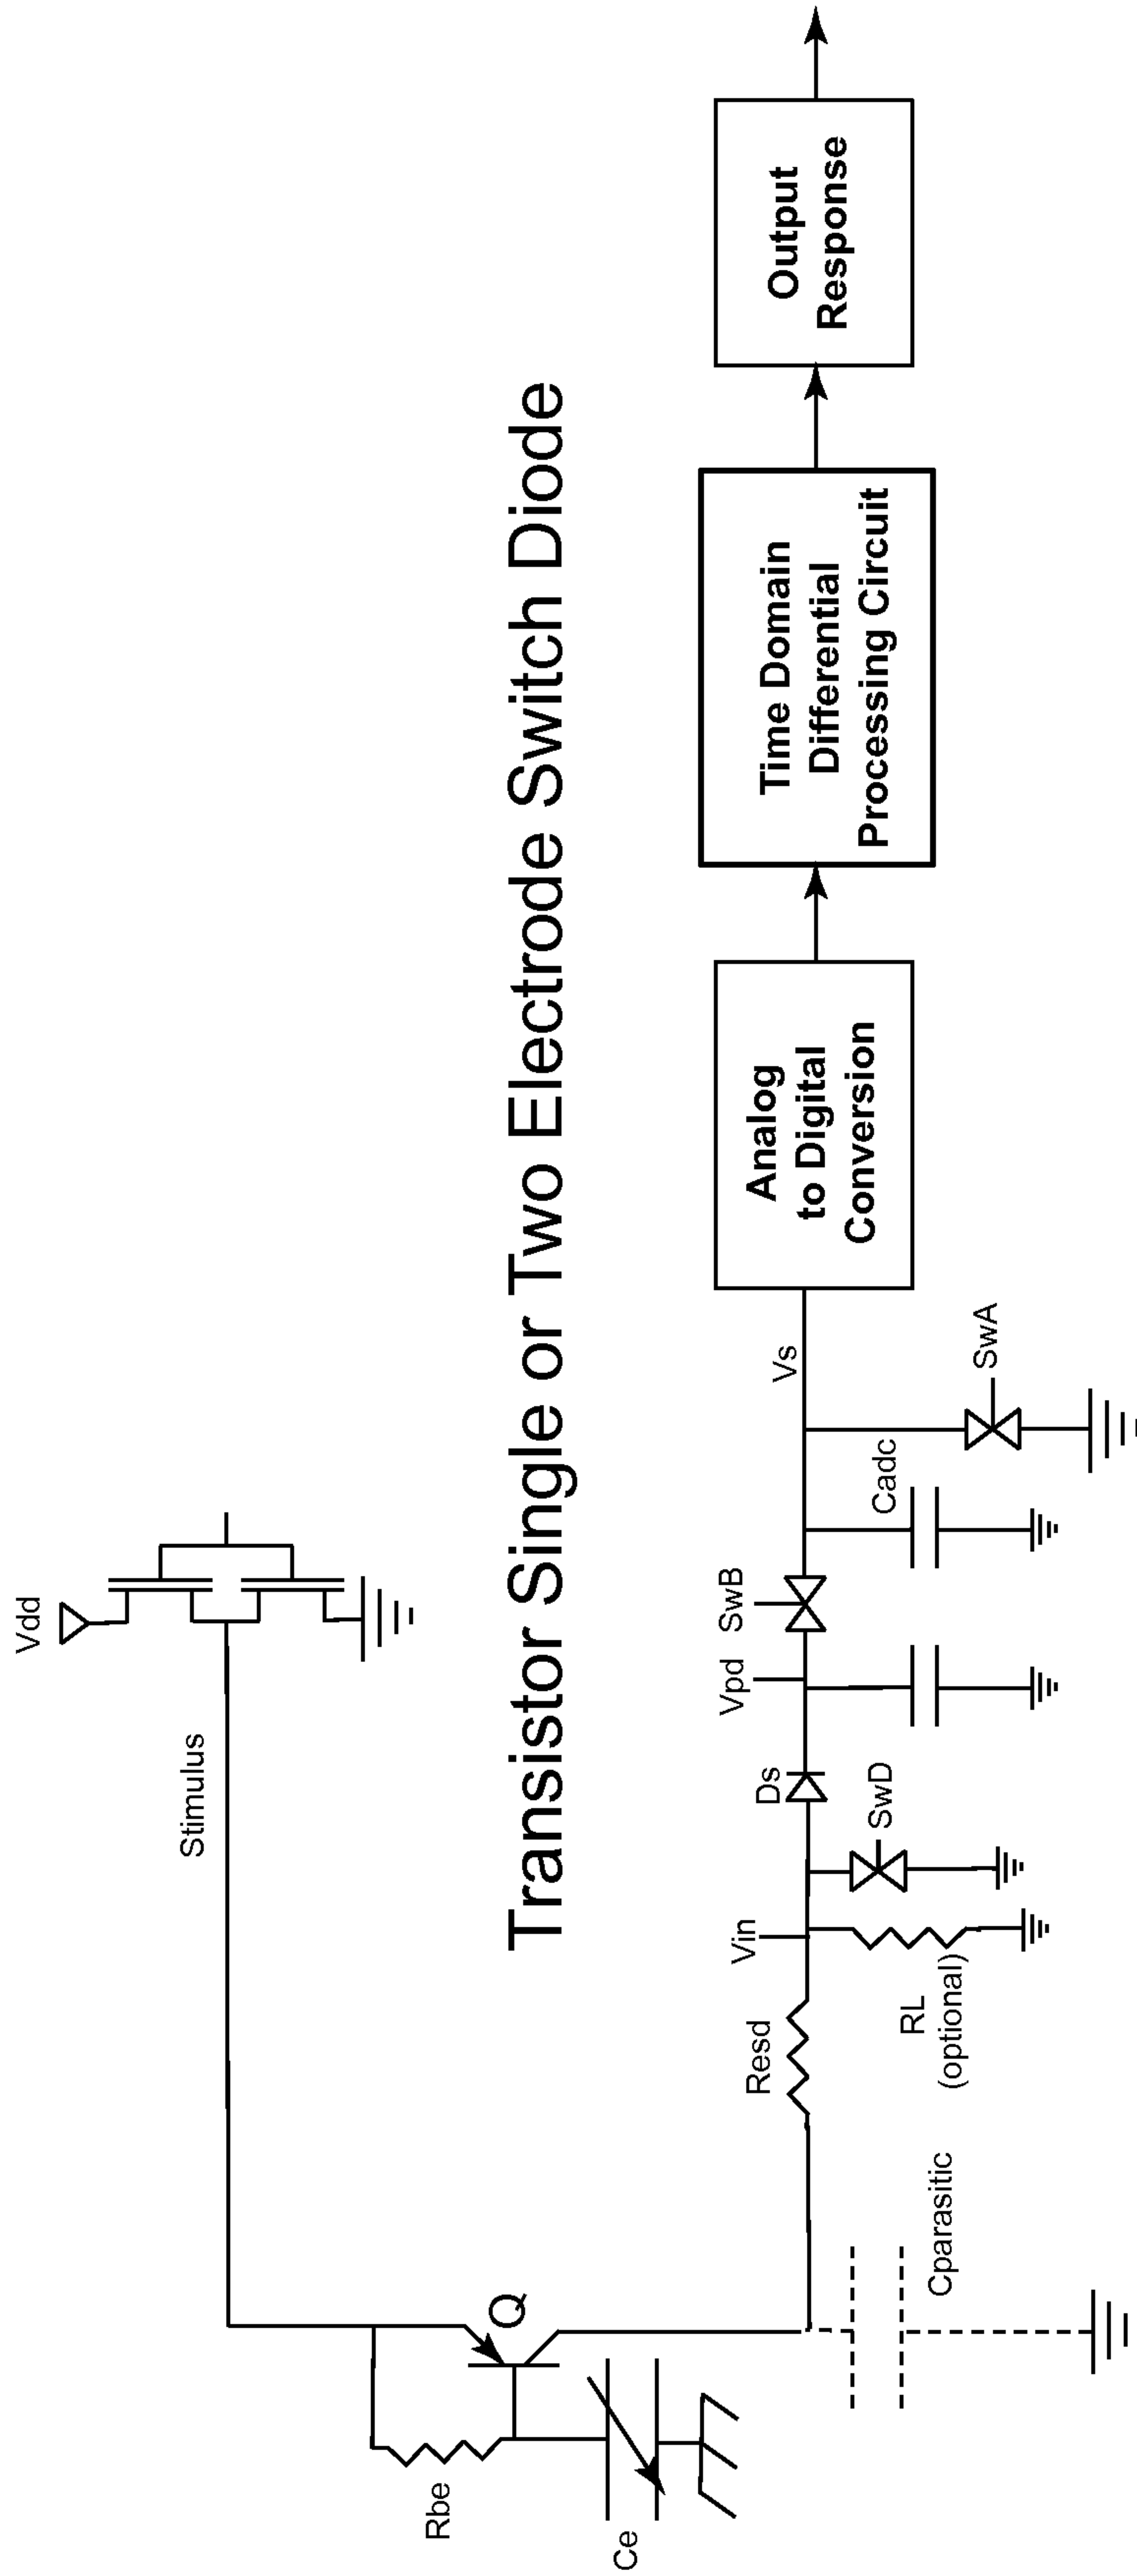 Vdd
Stimulus
Rbe
Q
Ce
Transistor Single or Two Electrode Switch Diode
Cparasitic
Resd
Vin
RL
(optional)
SwD
Ds
Vpd
SwB
Cadc
Vs
SwA
Analog
to Digital
Conversion
Time Domain
Differential
Processing Circuit
Output
Response